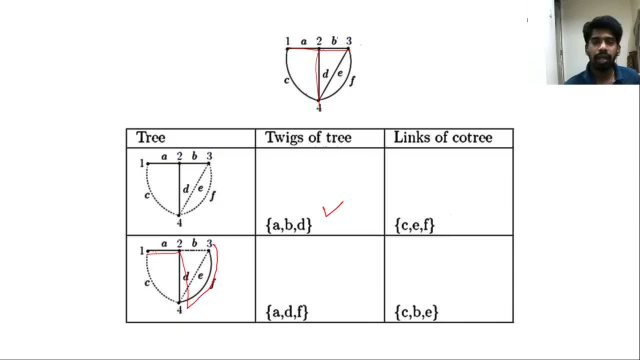 1 a 2 b 3
c d e f
4
Tree Twigs of tree Links of cotree
1 a 2 b 3
c d e f
4
{a,b,d} {c,e,f}
1 a 2 b 3
c d e f
4
{a,d,f} {c,b,e}